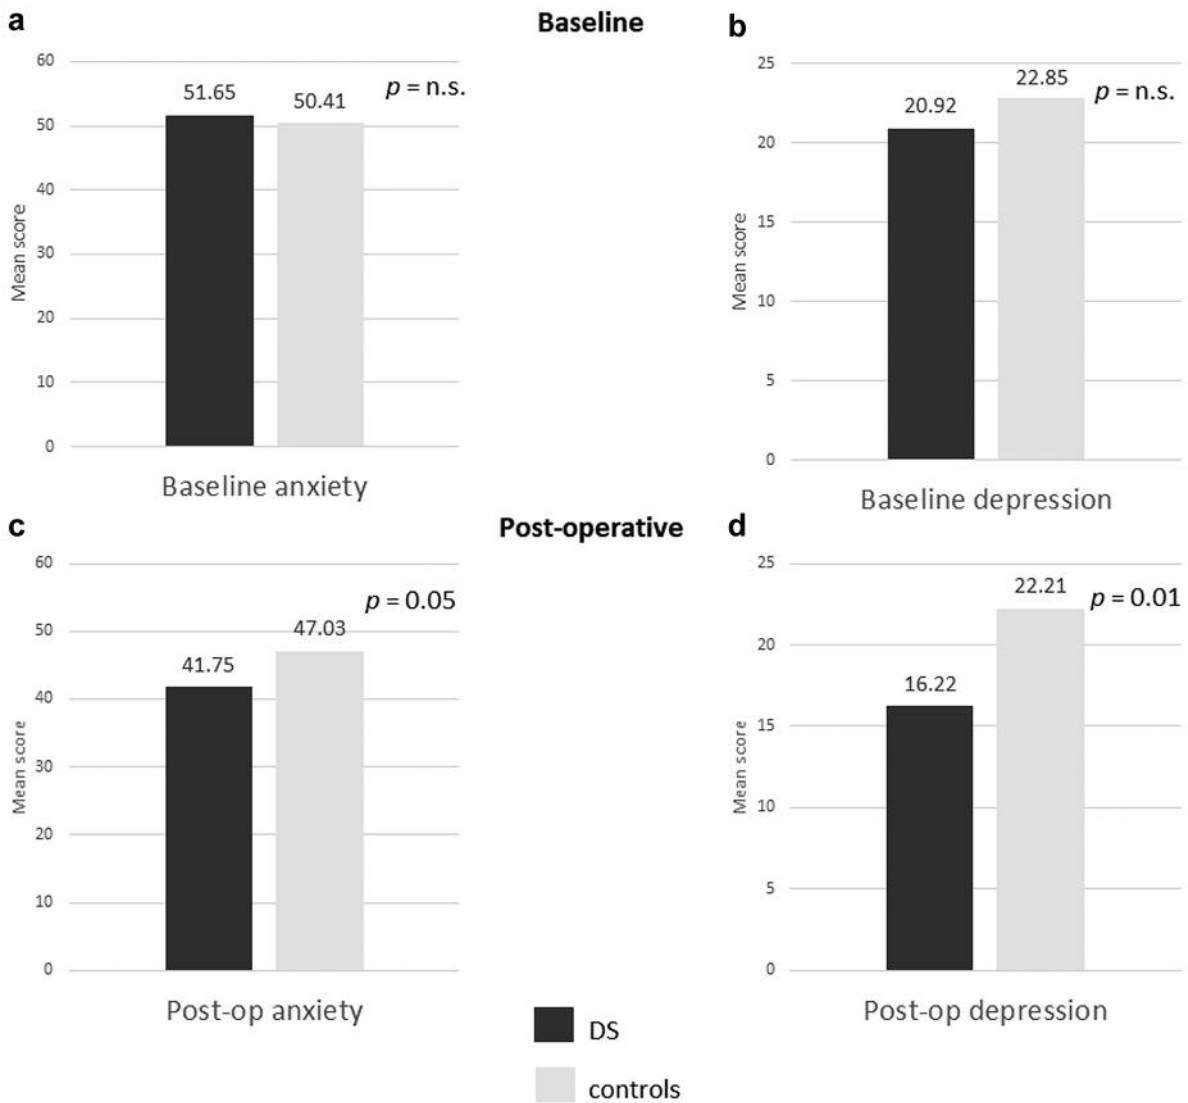 a
Baseline
b
60
50
40
30
20
10
0
Mean score
51.65
50.41
p = n.s.
Baseline anxiety
25
20
15
10
5
0
Mean score
20.92
22.85
p = n.s.
Baseline depression
c
Post-operative
d
60
50
40
30
20
10
0
Mean score
41.75
47.03
p = 0.05
Post-op anxiety
25
20
15
10
5
0
Mean score
16.22
22.21
p = 0.01
Post-op depression
DS
controls